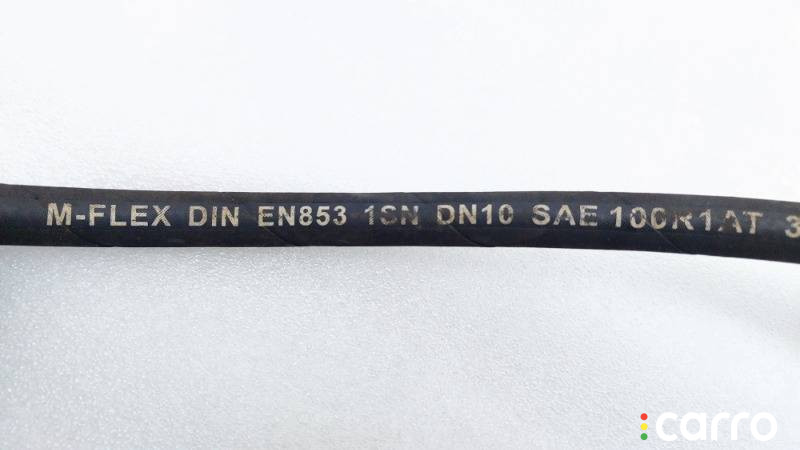 M-FLEX DIN EN853 1SN DN10 SAE 100R1AT 3
carro